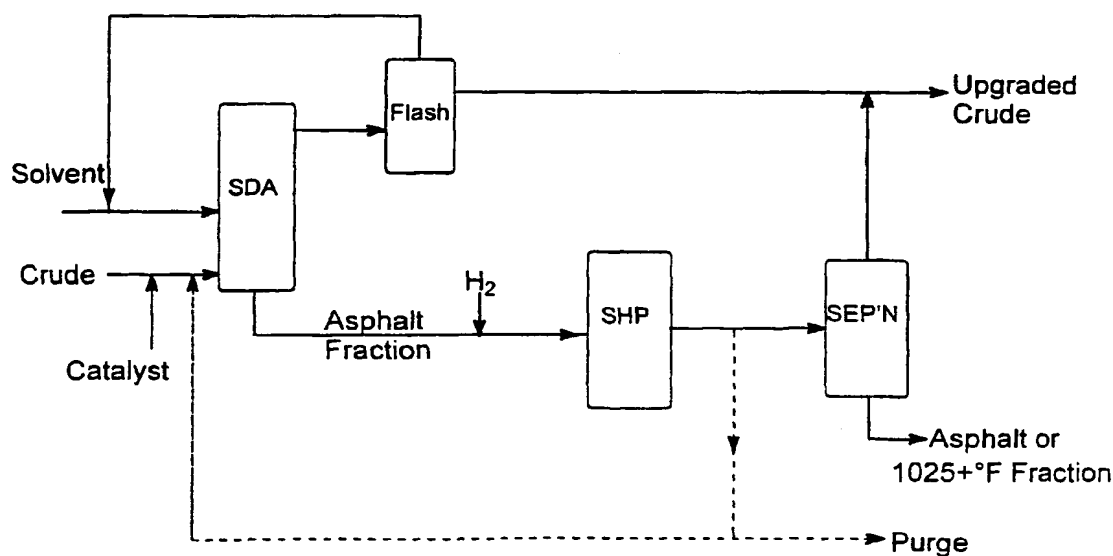 Flash
Upgraded
Crude
Solvent
SDA
Crude
H2
SHP
SEP'N
Asphalt
Fraction
Catalyst
Asphalt or
1025+°F Fraction
Purge